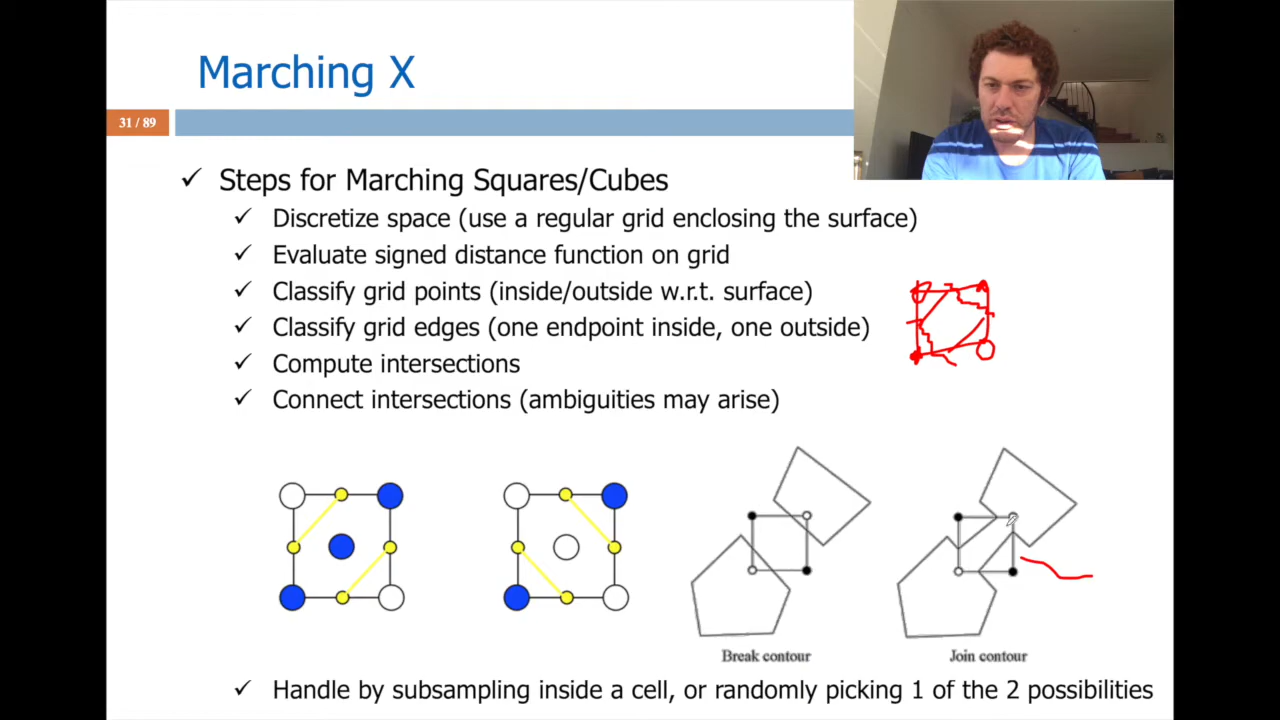 Marching X
31 / 89
✓ Steps for Marching Squares/Cubes
✓ Discretize space (use a regular grid enclosing the surface)
✓ Evaluate signed distance function on grid
✓ Classify grid points (inside/outside w.r.t. surface)
✓ Classify grid edges (one endpoint inside, one outside)
✓ Compute intersections
✓ Connect intersections (ambiguities may arise)
Break contour
Join contour
✓ Handle by subsampling inside a cell, or randomly picking 1 of the 2 possibilities